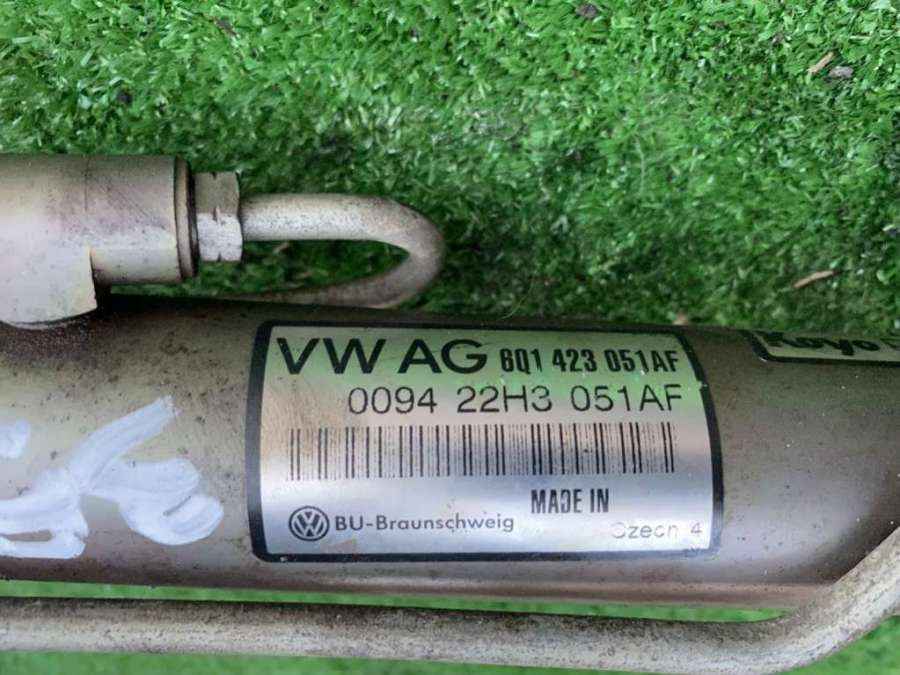 VW AG 6Q1 423 051AF
0094 22H3 051AF
MADE IN
BU-Braunschweig
Czech 4
Koyo